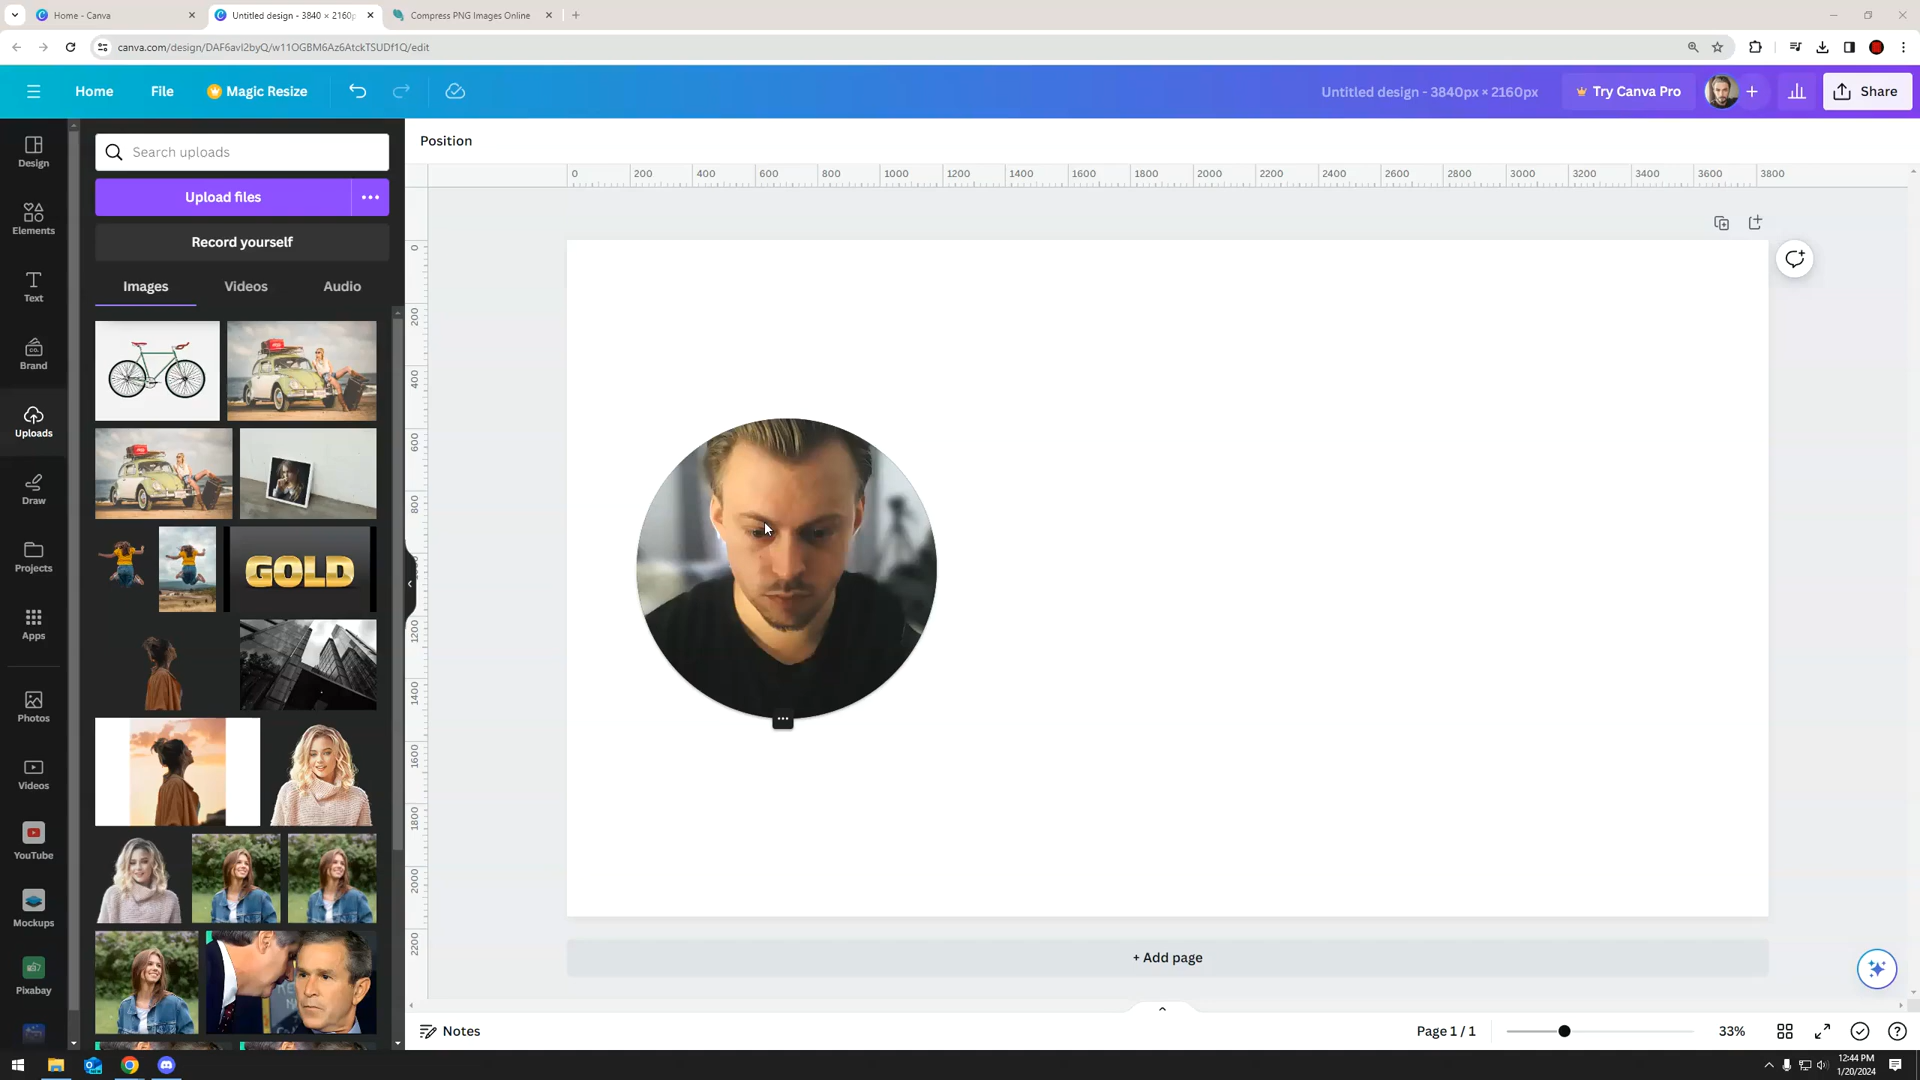 Home - Canva
Untitled design - 3840 × 2160p
Compress PNG Images Online
canva.com/design/DAF6avI2byQ/w11OGBM6Az6AtckTSUDf1Q/edit
Home
File
Magic Resize
Untitled design - 3840px × 2160px
Try Canva Pro
Share
Design
Elements
Text
Brand
Uploads
Draw
Projects
Apps
Photos
Videos
YouTube
Mockups
Pixabay
Search uploads
Upload files
Record yourself
Images
Videos
Audio
GOLD
Position
0 200 400 600 800 1000 1200 1400 1600 1800 2000 2200 2400 2600 2800 3000 3200 3400 3600 3800
0
200
400
600
800
1200
1400
1600
1800
2000
2200
+ Add page
Notes
Page 1 / 1
33%
12:44 PM
1/20/2024